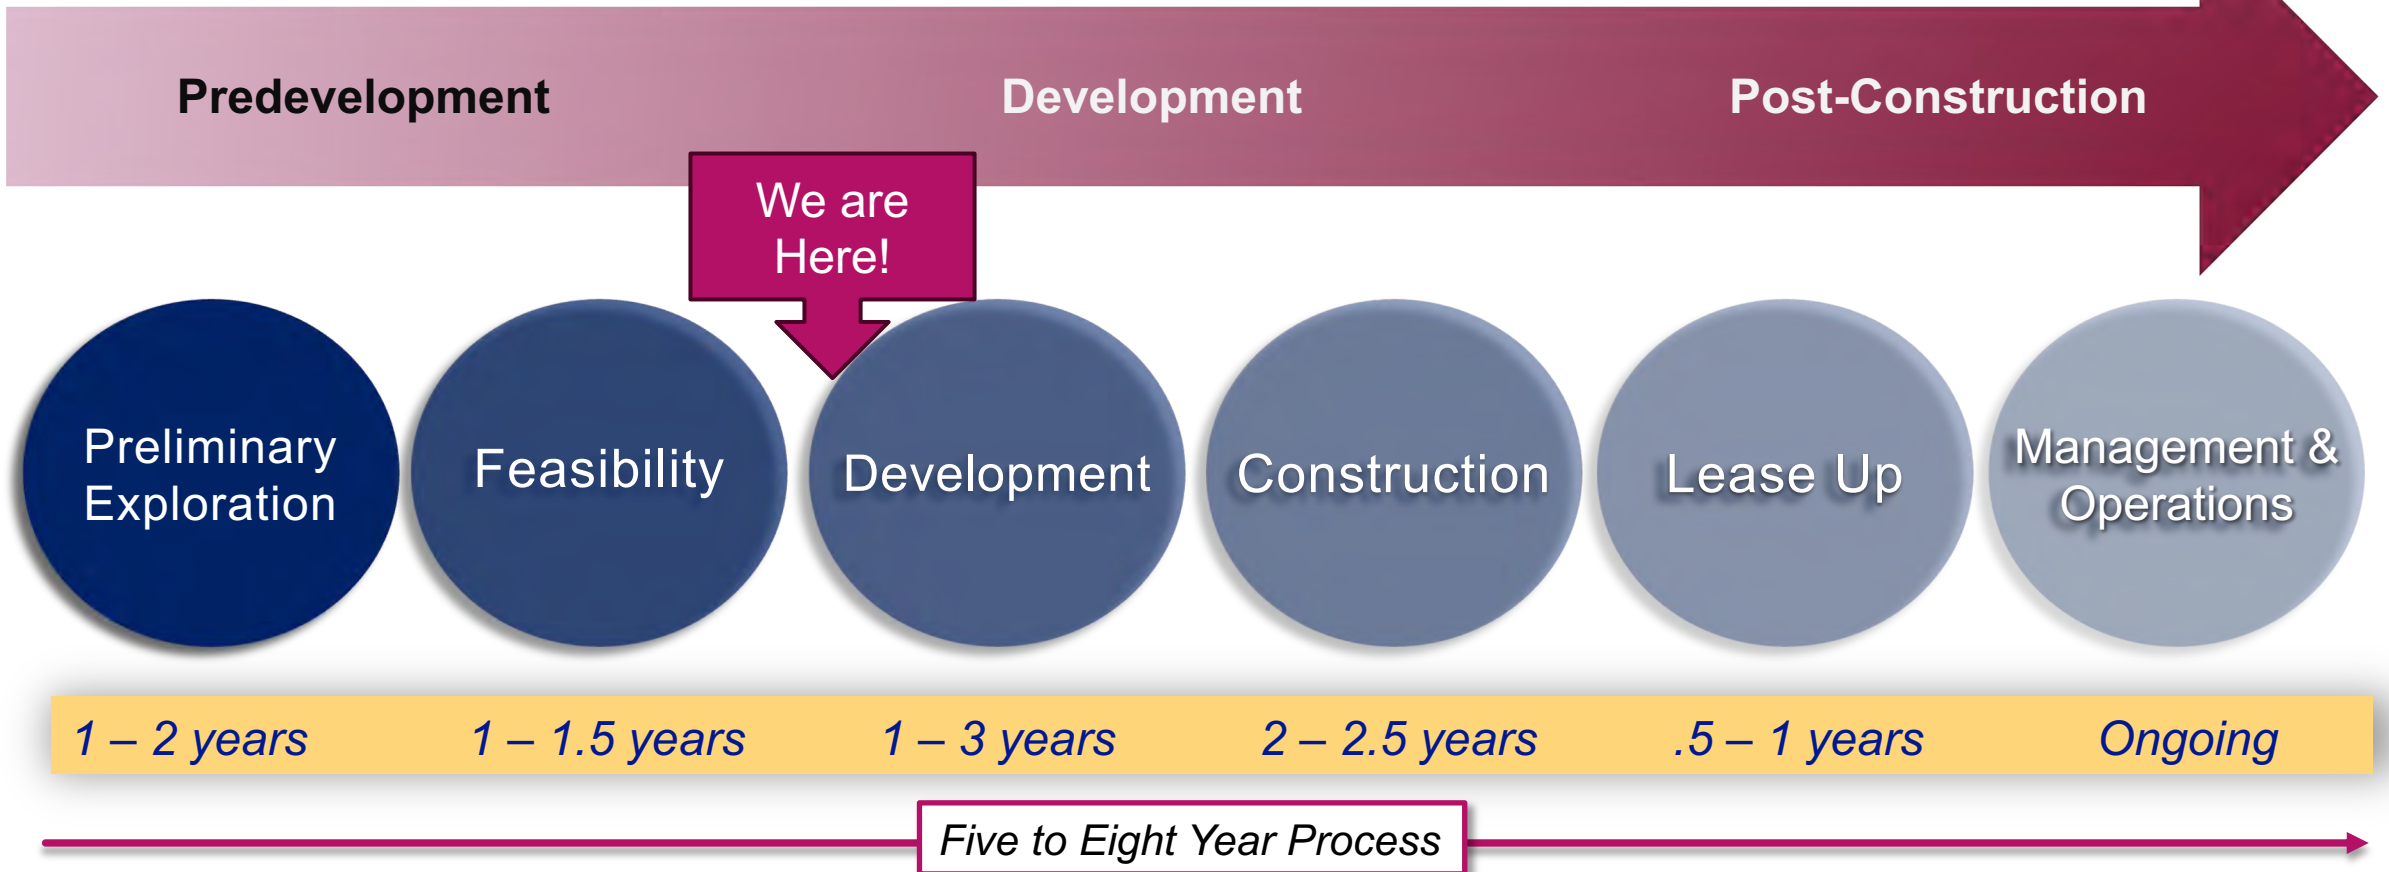 Predevelopment
Development
Post-Construction
We are
Here!
Preliminary
Exploration
Feasibility
Development
Construction
Lease Up
Management &
Operations
1 – 2 years
1 – 1.5 years
1 – 3 years
2 – 2.5 years
.5 – 1 years
Ongoing
Five to Eight Year Process